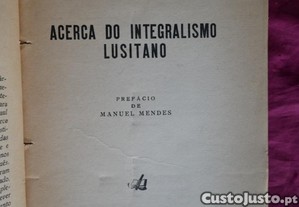 ACERCA DO INTEGRALISMO
LUSITANO
PREFÁCIO
DE
MANUEL MENDES
CustoJusto.pt